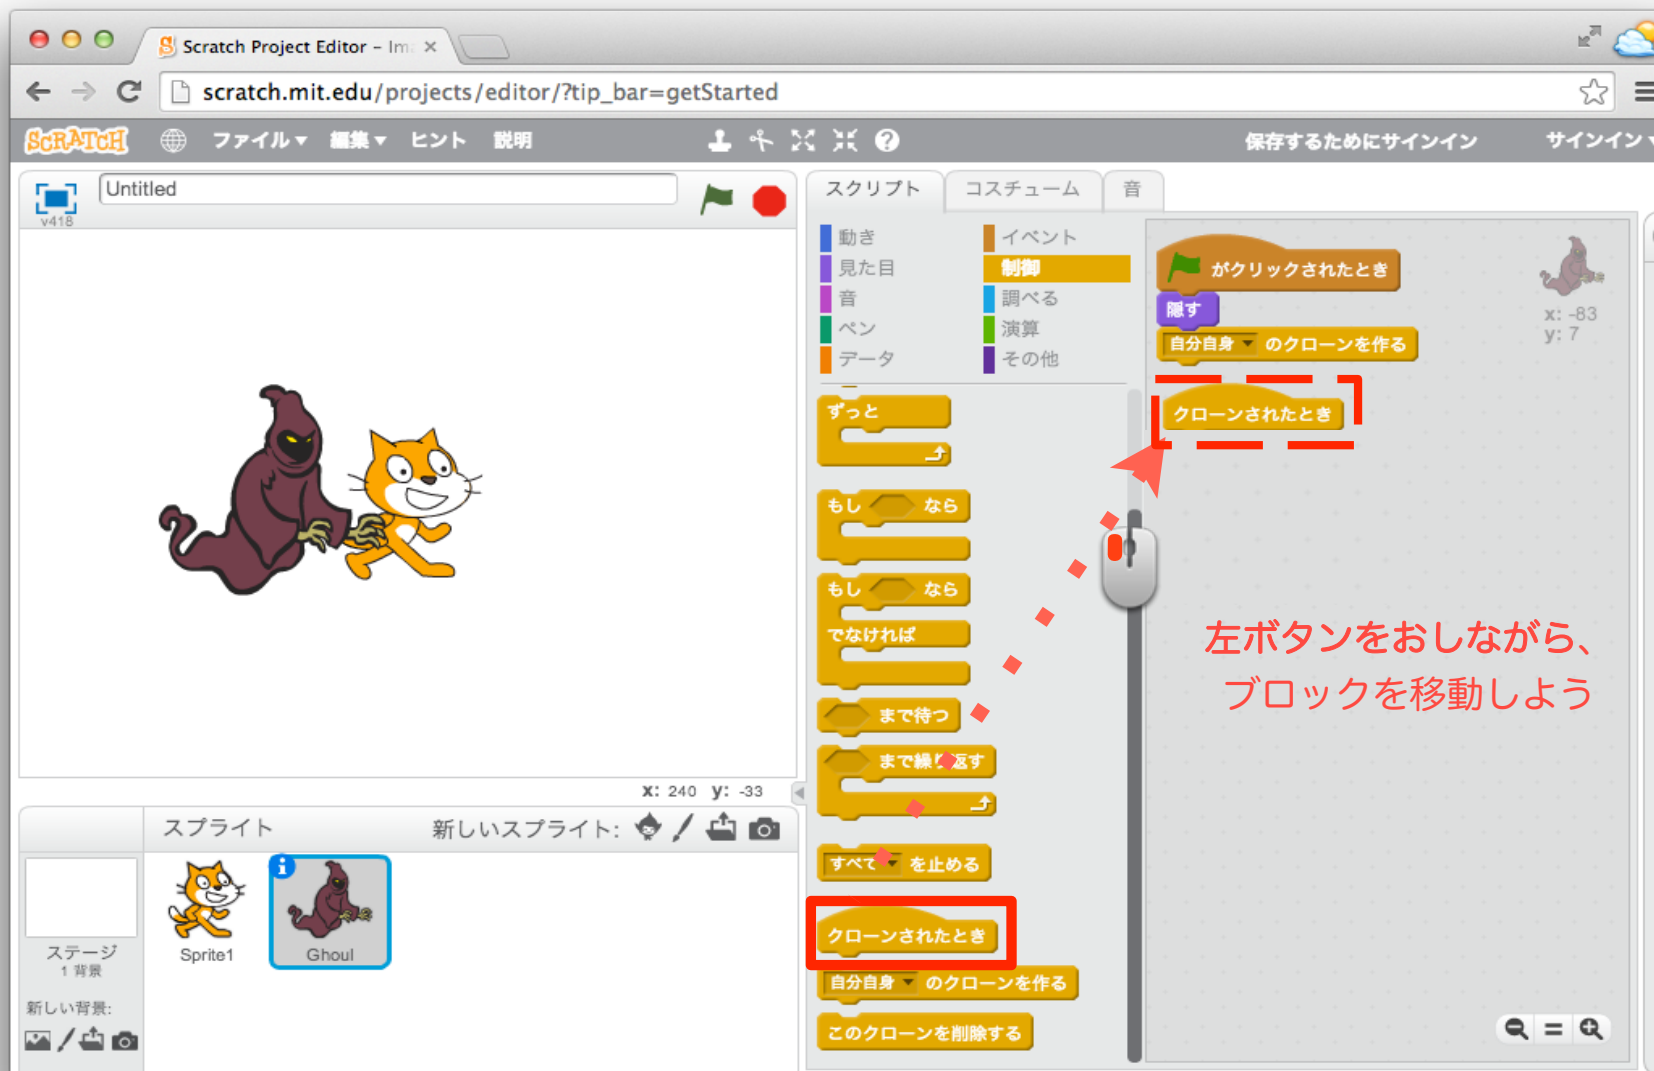 Scratch Project Editor – Im
scratch.mit.edu/projects/editor/?tip_bar=getStarted
SCRATCH
ファイル 編集 ヒント 説明
保存するためにサインイン サインイン
v418
Untitled
スクリプト コスチューム 音
動き イベント
見た目 制御
音 調べる
ペン 演算
データ その他
ずっと
もし なら
もし なら
でなければ
まで待つ
まで繰り返す
すべて を止める
クローンされたとき
自分自身 のクローンを作る
このクローンを削除する
がクリックされたとき
隠す
自分自身 のクローンを作る
クローンされたとき
x: -83
y: 7
左ボタンをおしながら、
ブロックを移動しよう
x: 240 y: -33
スプライト 新しいスプライト:
ステージ
1 背景
新しい背景:
Sprite1
Ghoul